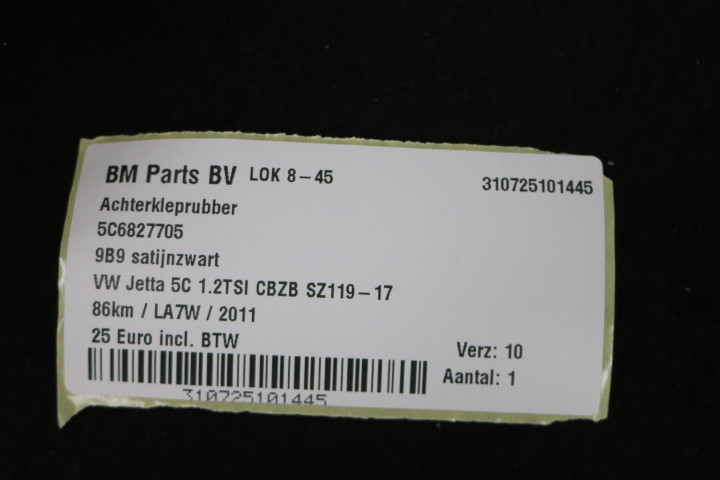 BM Parts BV LOK 8-45
310725101445
Achterkleprubber
5C6827705
9B9 satijnzwart
VW Jetta 5C 1.2TSI CBZB SZ119-17
86km / LA7W / 2011
25 Euro incl. BTW
Verz: 10
Aantal: 1
310725101445